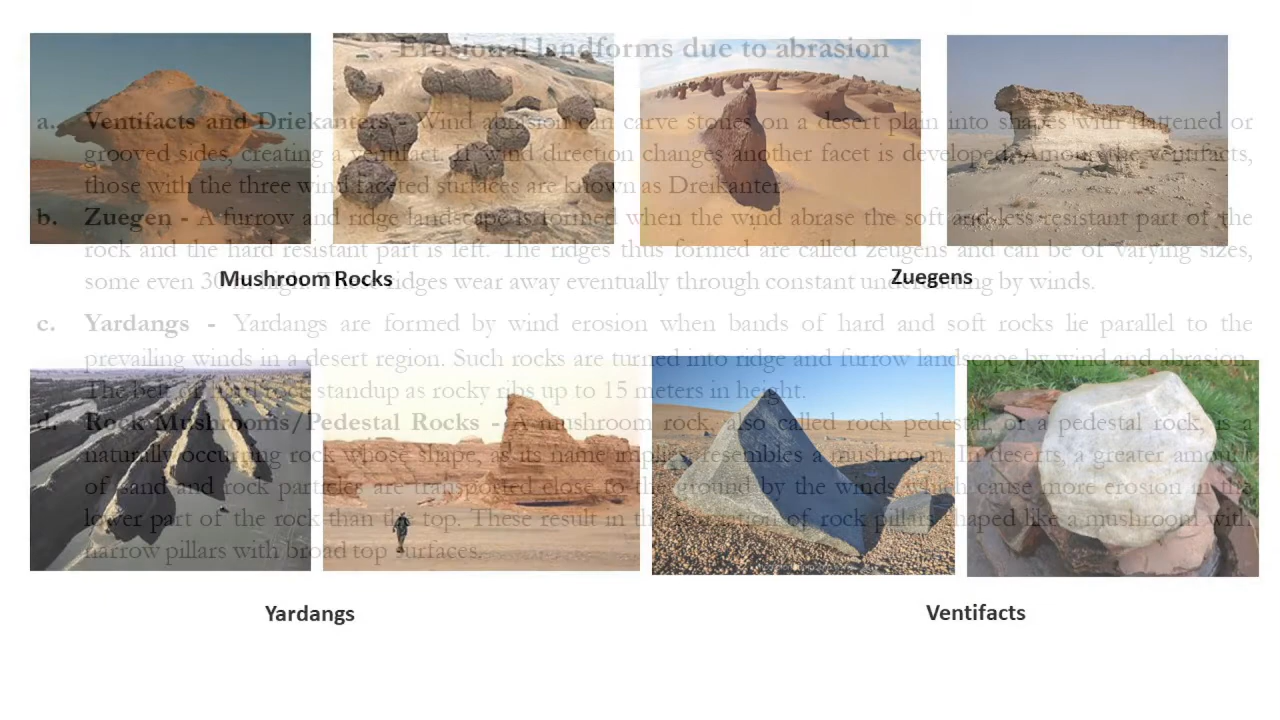 Erosional landforms due to abrasion
a. Ventifacts and Driekanters - Wind abrasion can carve stones on a desert plain into shapes with flattened or
grooved sides, creating a ventifact. If wind direction changes another facet is developed. Among the ventifacts,
those with the three wind faceted surfaces are known as Dreikanter.
b. Zuegen - A furrow and ridge landscape is formed when the wind abrase the soft and less resistant part of the
rock and the hard resistant part is left. The ridges thus formed are called zeugens and can be of varying sizes,
some even 30 high. These ridges wear away eventually through constant undercutting by winds.
Mushroom Rocks
Zuegens
c. Yardangs - Yardangs are formed by wind erosion when bands of hard and soft rocks lie parallel to the
prevailing winds in a desert region. Such rocks are turned into ridge and furrow landscape by wind and abrasion.
The belt of hard rock standup as rocky ribs up to 15 meters in height.
d. Rock Mushrooms/Pedestal Rocks - A mushroom rock, also called rock pedestal, or a pedestal rock, is a
naturally occurring rock whose shape, as its name implies, resembles a mushroom. In deserts, a greater amount
of sand and rock particles are transported close to the ground by the winds which cause more erosion in the
lower part of the rock than the top. These result in the formation of rock pillars shaped like a mushroom with
narrow pillars with broad top surfaces.
Yardangs
Ventifacts